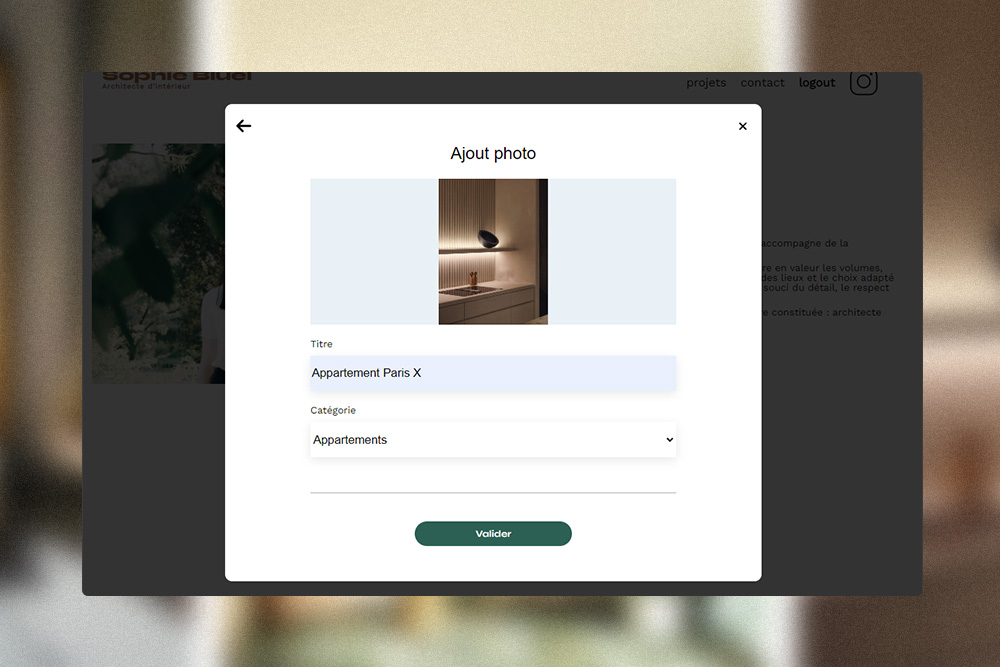 Sophie Bluel
Architecte d'intérieur
projets contact logout
Ajout photo
accompagne de la
re en valeur les volumes,
des lieux et le choix adapté
souci du détail, le respect
e constituée : architecte
Titre
Appartement Paris X
Catégorie
Appartements
Valider